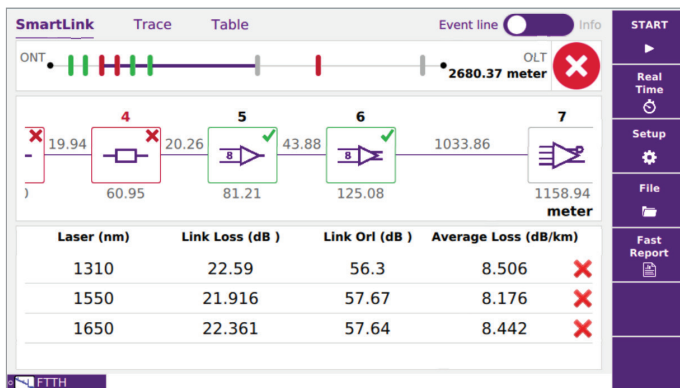 SmartLink Trace Table Event line Info
ONT OLT
2680.37 meter
4 5 6 7
19.94 20.26 43.88 1033.86
8 8
60.95 81.21 125.08 1158.94
meter
Laser (nm) Link Loss (dB ) Link Orl (dB ) Average Loss (dB/km)
1310 22.59 56.3 8.506
1550 21.916 57.67 8.176
1650 22.361 57.64 8.442
FTTH
START
Real
Time
Setup
File
Fast
Report